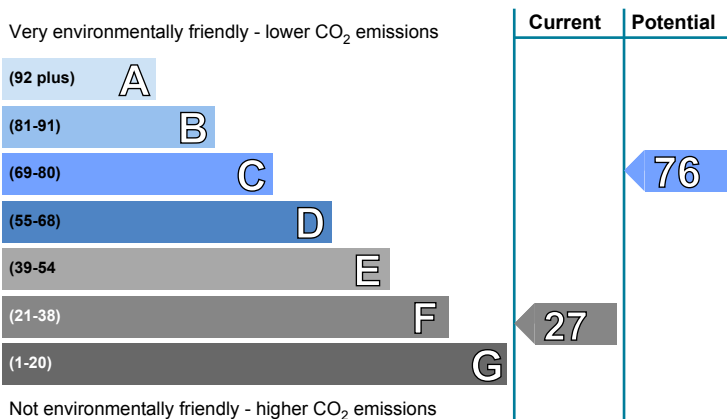 Current Potential
Very environmentally friendly - lower CO2 emissions
(92 plus) A
(81-91) B
(69-80) C 76
(55-68) D
(39-54 E
(21-38) F 27
(1-20) G
Not environmentally friendly - higher CO2 emissions